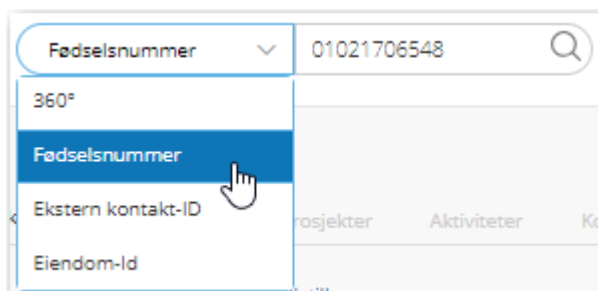 Fødselsnummer 01021706548
360°
Fødselsnummer
Ekstern kontakt-ID
rosjekter Aktiviteter
Eiendom-Id